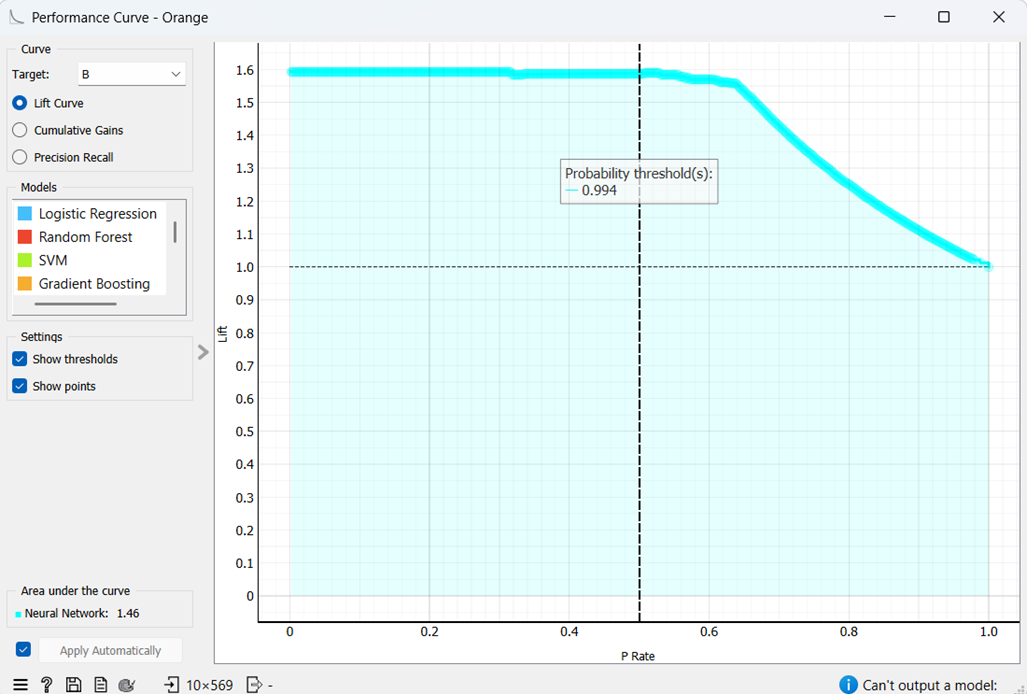 Performance Curve - Orange
Curve
Target: B
Lift Curve
Cumulative Gains
Precision Recall
Models
Logistic Regression
Random Forest
SVM
Gradient Boosting
Settings
Show thresholds
Show points
Area under the curve
Neural Network: 1.46
Apply Automatically
10×569
-
1.6
1.5
1.4
1.3
1.2
1.1
1.0
0.9
0.8
0.7
0.6
0.5
0.4
0.3
0.2
0.1
0
Lift
Probability threshold(s):
0.994
0 0.2 0.4 0.6 0.8 1.0
P Rate
Can't output a model: